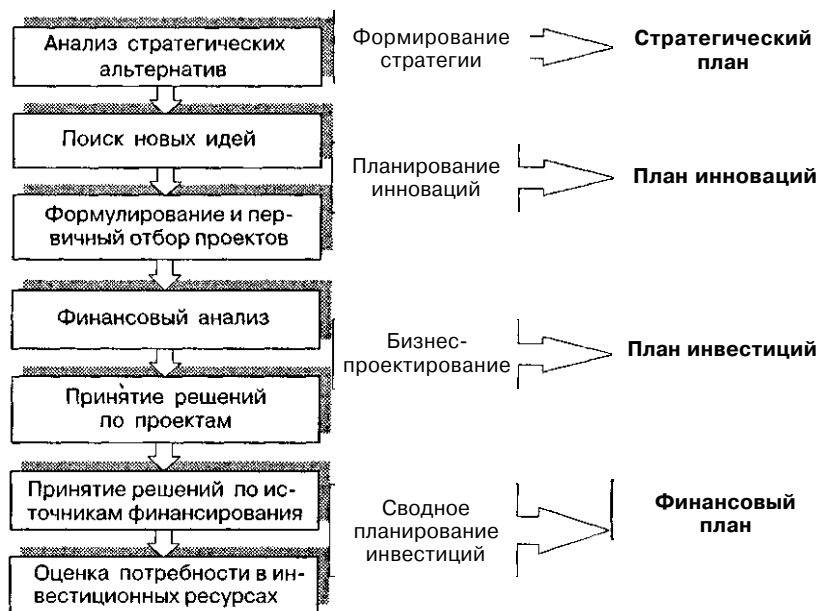 Анализ стратегических
альтернатив
Формирование
стратегии
Стратегический
план
Поиск новых идей
Планирование
инноваций
План инноваций
Формулирование и пер-
вичный отбор проектов
Финансовый анализ
Бизнес-
проектирование
План инвестиций
Принятие решений
по проектам
Принятие решений по ис-
точникам финансирования
Сводное
планирование
инвестиций
Финансовый
план
Оценка потребности в ин-
вестиционных ресурсах